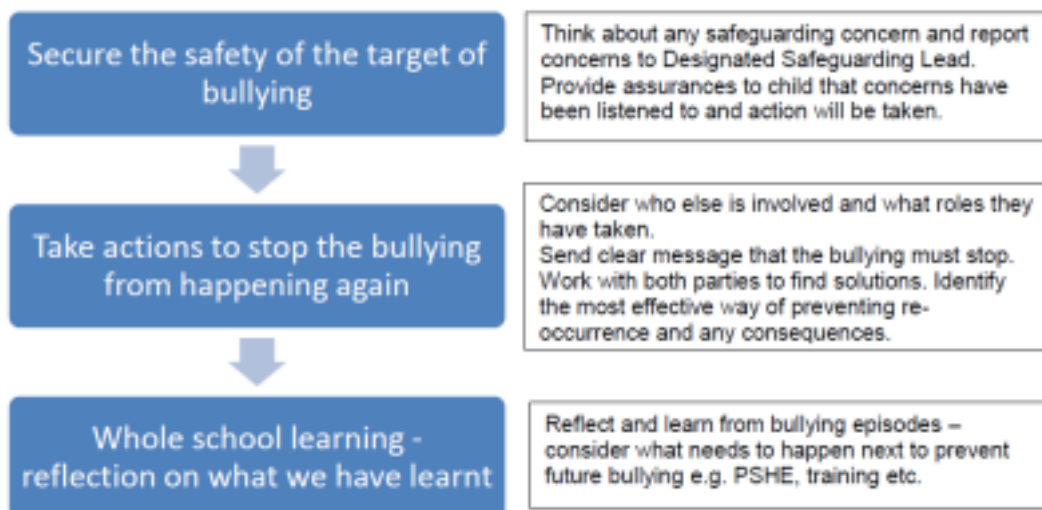 Secure the safety of the target of
bullying
Think about any safeguarding concern and report
concerns to Designated Safeguarding Lead.
Provide assurances to child that concerns have
been listened to and action will be taken.
Take actions to stop the bullying
from happening again
Consider who else is involved and what roles they
have taken.
Send clear message that the bullying must stop.
Work with both parties to find solutions. Identify
the most effective way of preventing re-
occurrence and any consequences.
Whole school learning -
reflection on what we have learnt
Reflect and learn from bullying episodes –
consider what needs to happen next to prevent
future bullying e.g. PSHE, training etc.